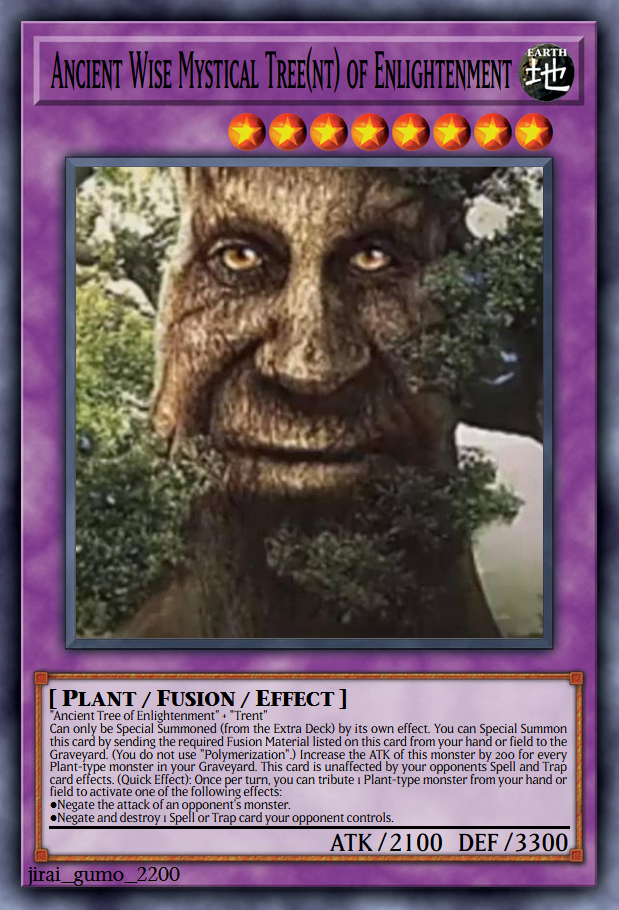 Ancient Wise Mystical Tree(nt) of Enlightenment
EARTH
地
[ Plant / Fusion / Effect ]
"Ancient Tree of Enlightenment" + "Trent"
Can only be Special Summoned (from the Extra Deck) by its own effect. You can Special Summon
this card by sending the required Fusion Material listed on this card from your hand or field to the
Graveyard. (You do not use "Polymerization".) Increase the ATK of this monster by 200 for every
Plant-type monster in your Graveyard. This card is unaffected by your opponents Spell and Trap
card effects. (Quick Effect): Once per turn, you can tribute 1 Plant-type monster from your hand or
field to activate one of the following effects:
●Negate the attack of an opponent's monster.
●Negate and destroy 1 Spell or Trap card your opponent controls.
ATK/2100 DEF/3300
jirai_gumo_2200